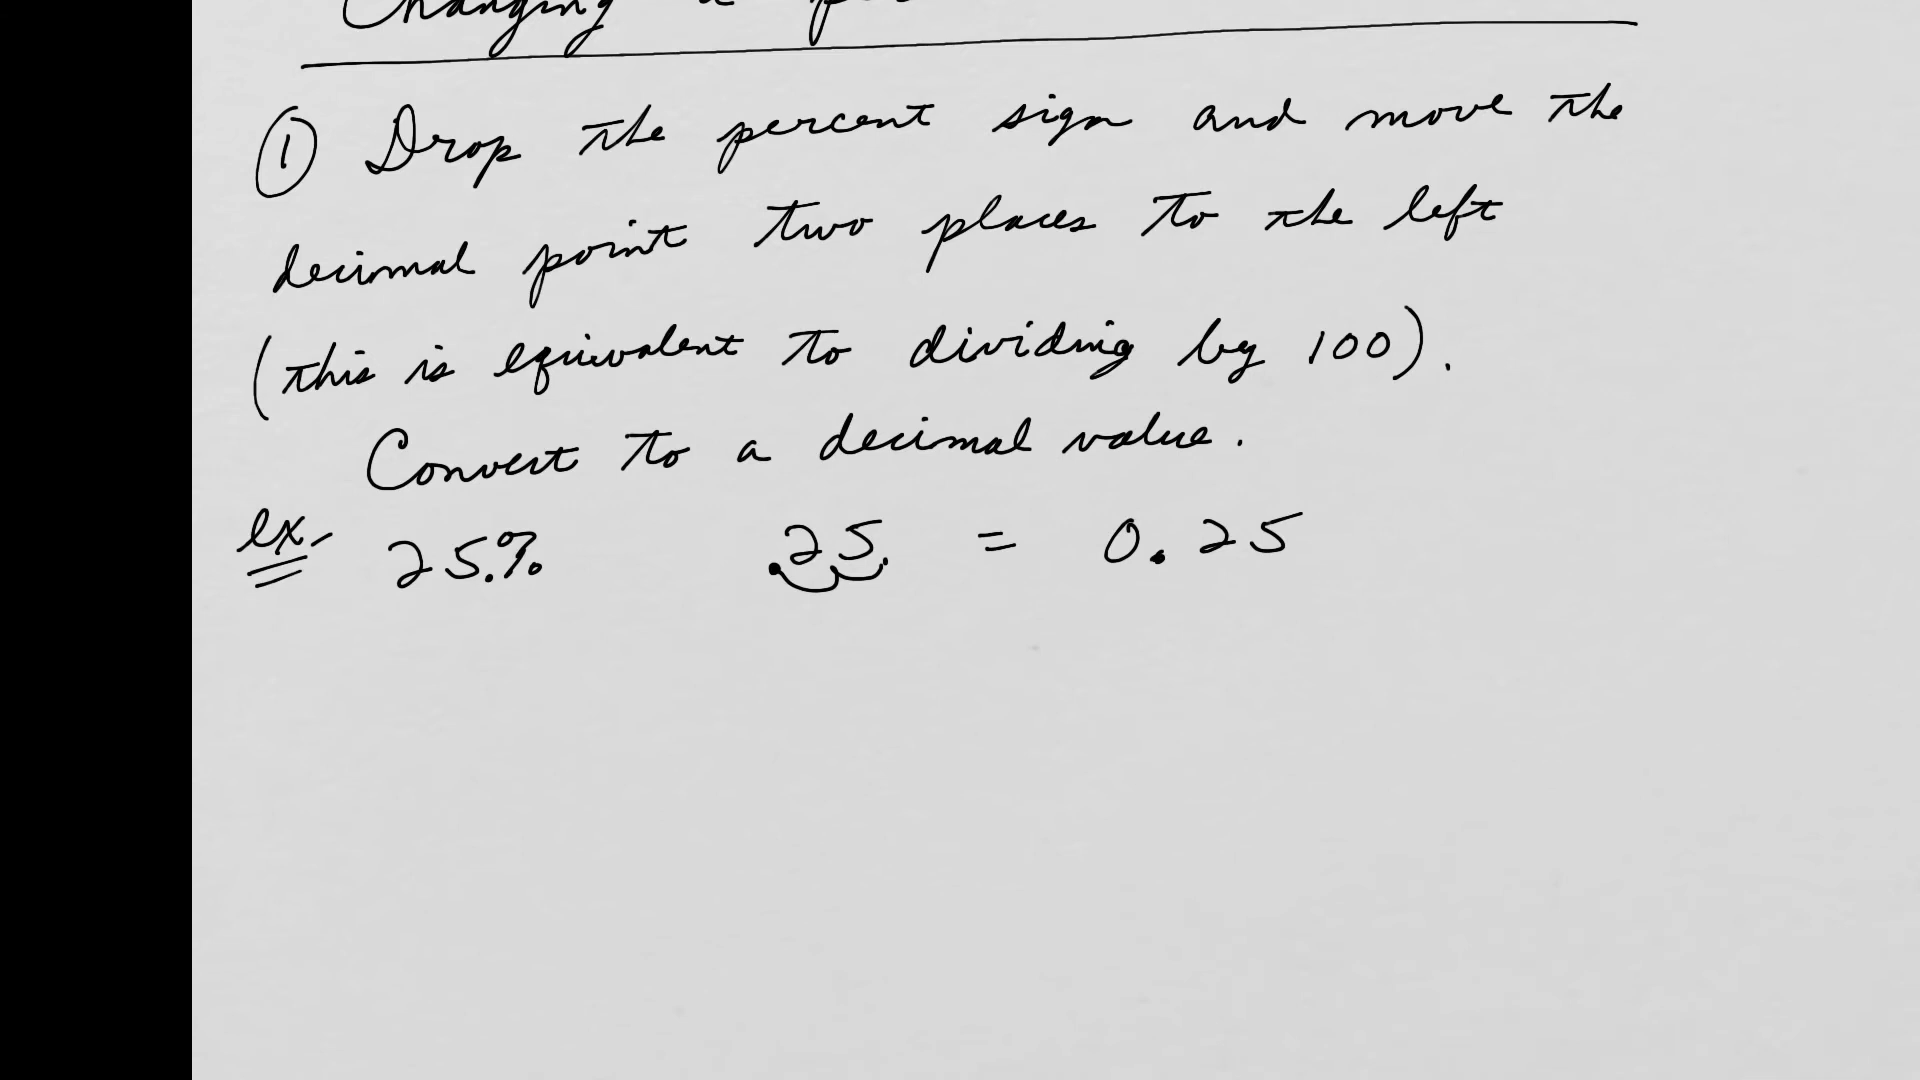 Changing a
① Drop the percent sign and move the
decimal point two places to the left
(this is equivalent to dividing by 100).
Convert to a decimal value.
ex. 25.% .25. = 0.25